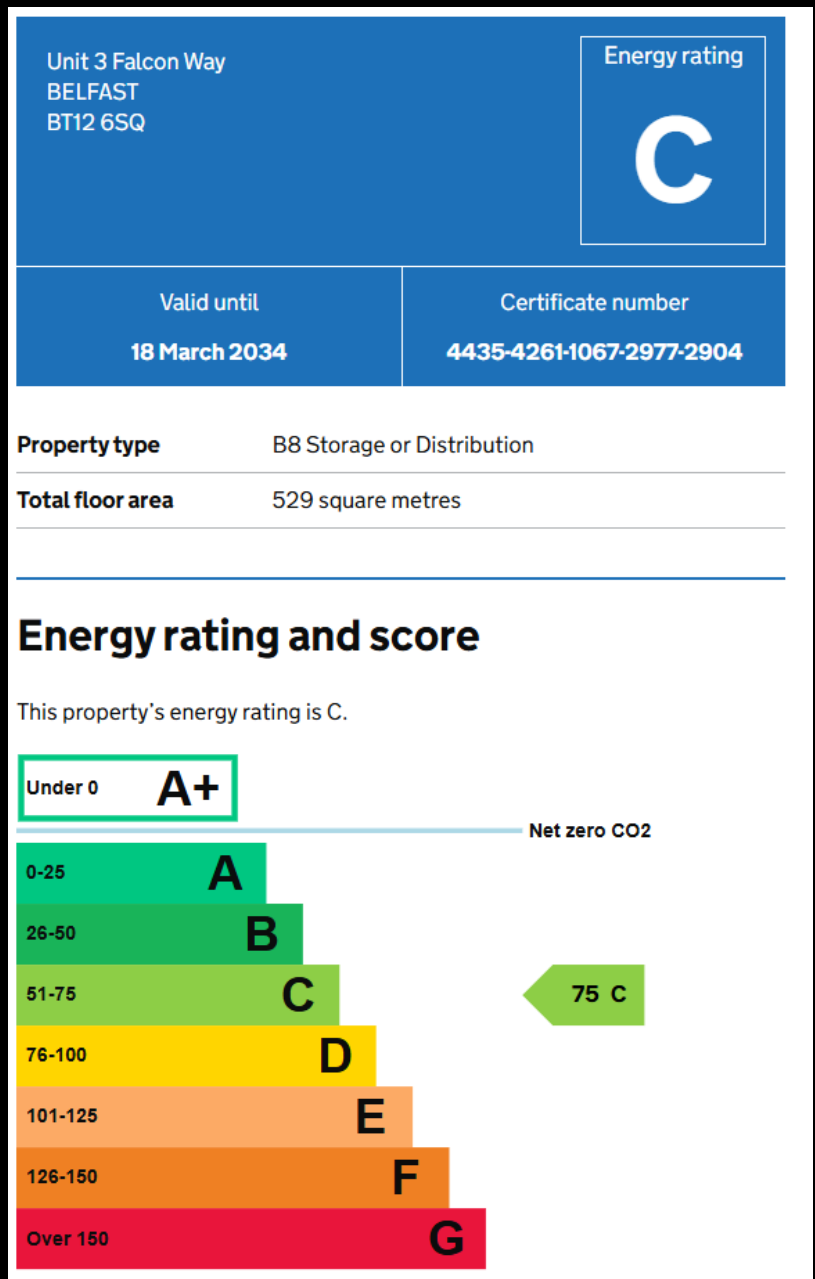 Unit 3 Falcon Way
BELFAST
BT12 6SQ
Energy rating
C
Valid until
18 March 2034
Certificate number
4435-4261-1067-2977-2904
Property type B8 Storage or Distribution
Total floor area 529 square metres
Energy rating and score
This property's energy rating is C.
Under 0 A+
Net zero CO2
0-25 A
26-50 B
51-75 C
75 C
76-100 D
101-125 E
126-150 F
Over 150 G